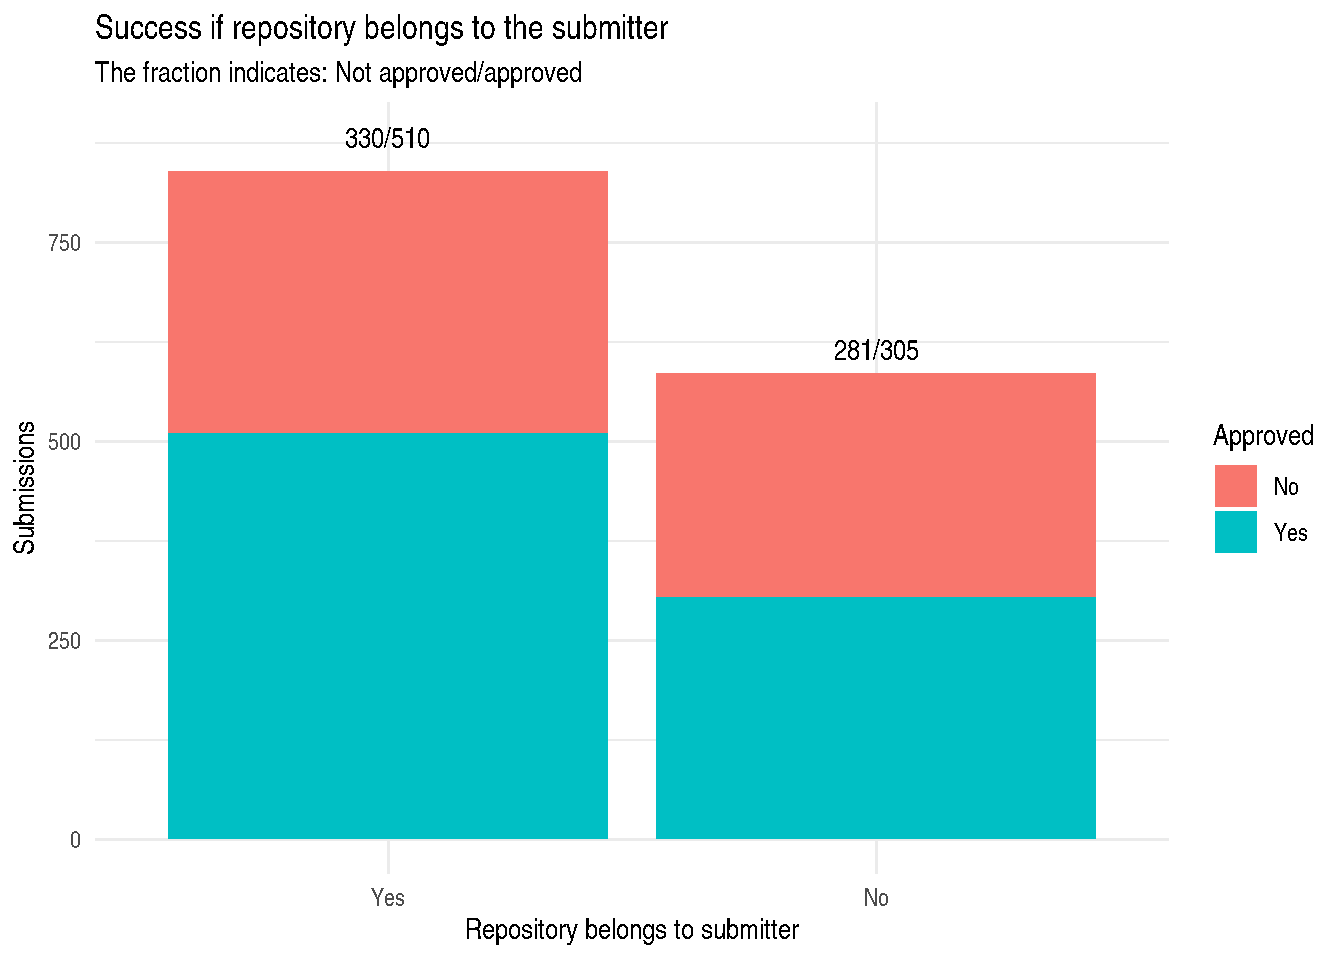 Success if repository belongs to the submitter
The fraction indicates: Not approved/approved
330/510
281/305
750
500
250
0
Submissions
Yes
No
Repository belongs to submitter
Approved
No
Yes